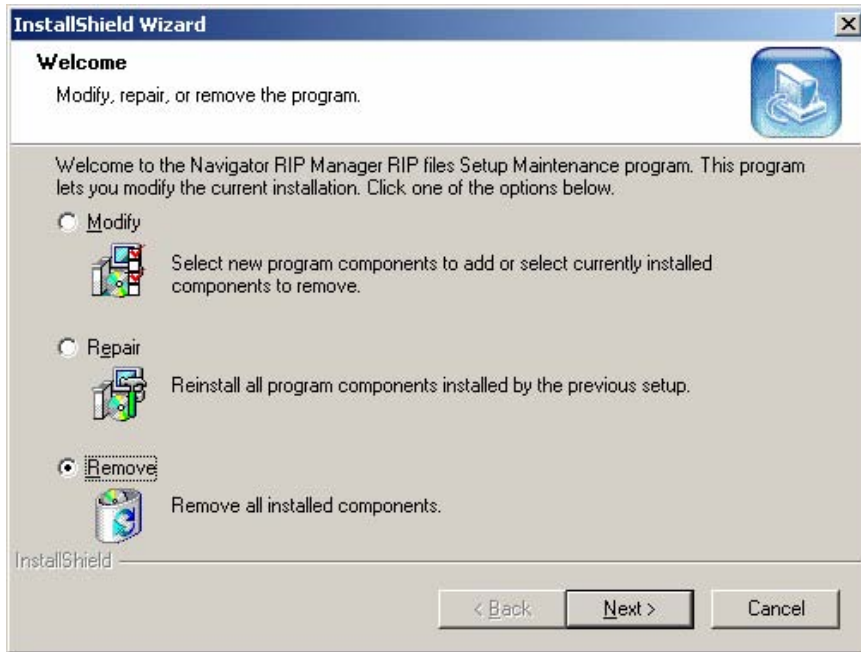 InstallShield Wizard
Welcome
Modify, repair, or remove the program.
Welcome to the Navigator RIP Manager RIP files Setup Maintenance program. This program
lets you modify the current installation. Click one of the options below.
Modify
Select new program components to add or select currently installed
components to remove.
Repair
Reinstall all program components installed by the previous setup.
Remove
Remove all installed components.
InstallShield
< Back
Next >
Cancel